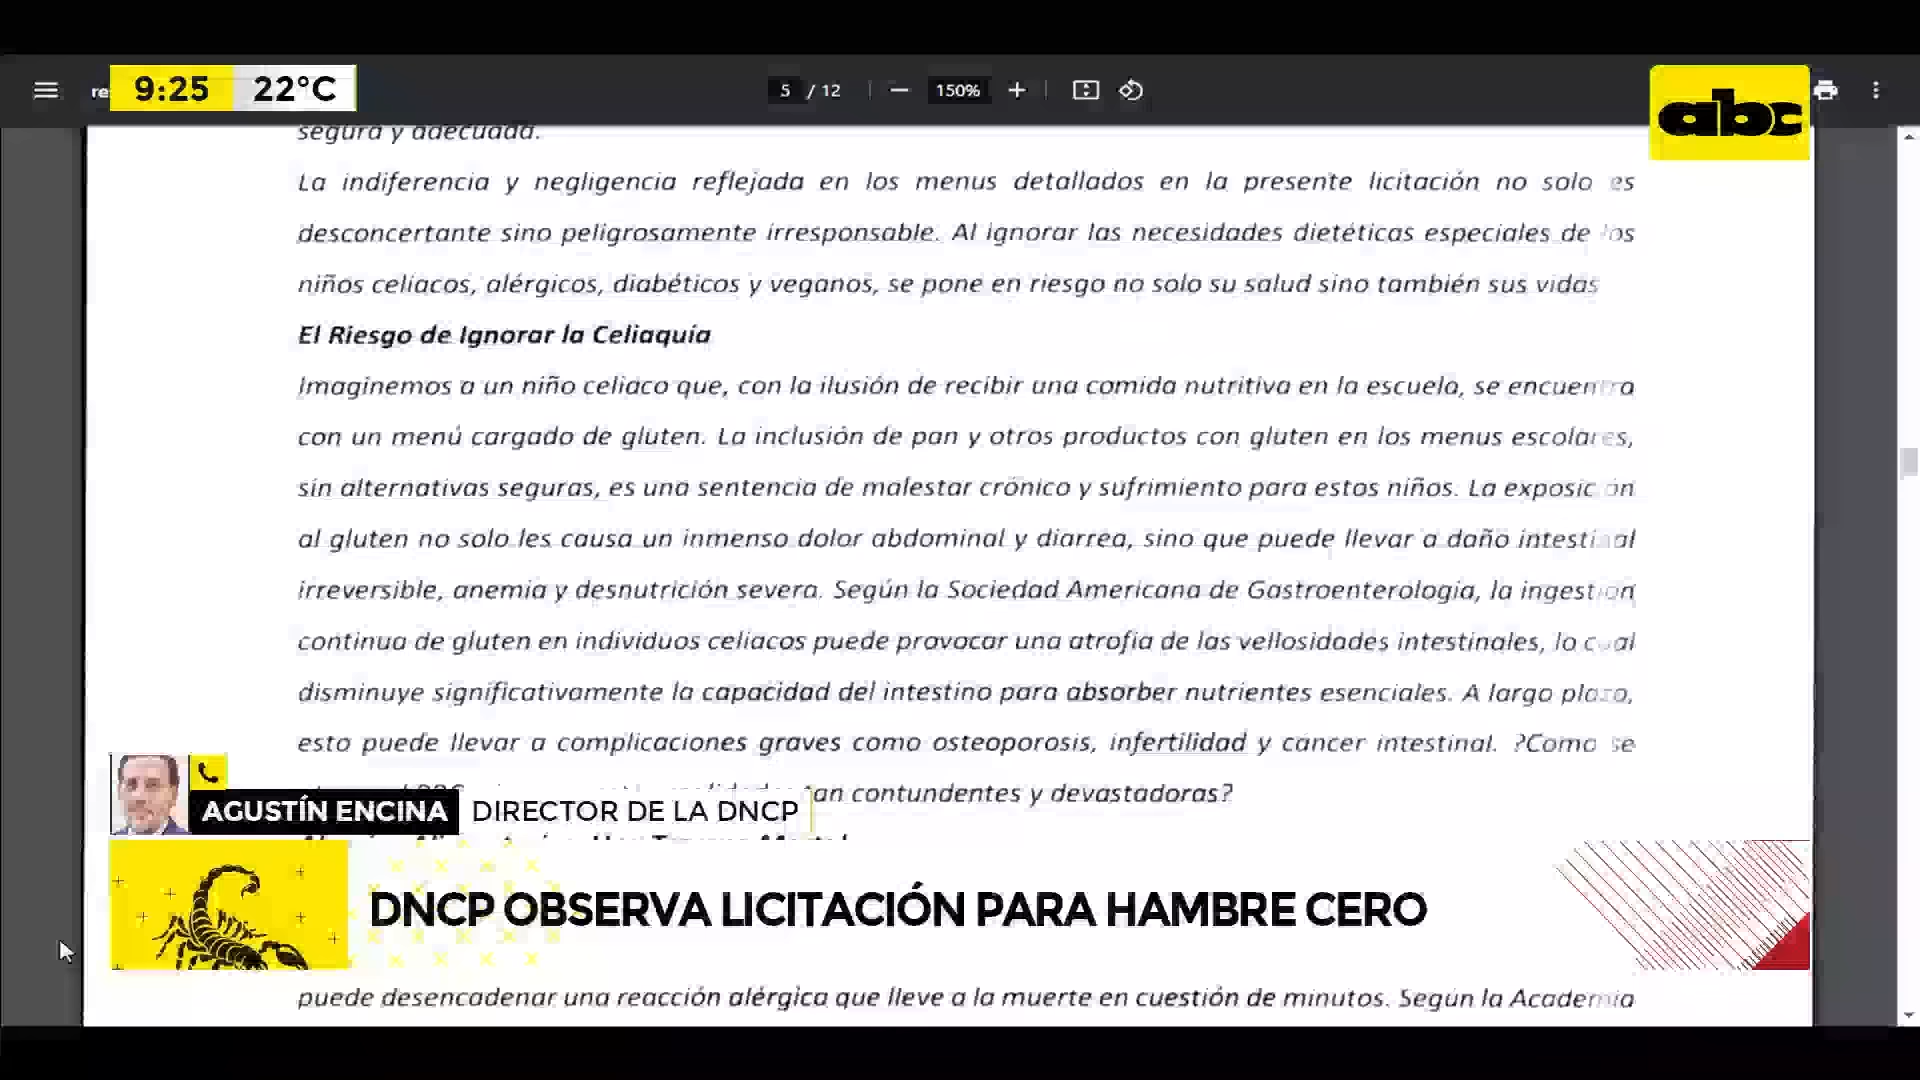 9:25 22°C
5 / 12 — 150% +
abc
segura y adecuada.
La indiferencia y negligencia reflejada en los menus detallados en la presente licitación no solo es
desconcertante sino peligrosamente irresponsable. Al ignorar las necesidades dietéticas especiales de los
niños celiacos, alérgicos, diabéticos y veganos, se pone en riesgo no solo su salud sino también sus vidas
El Riesgo de Ignorar la Celiaquía
Imaginemos a un niño celiaco que, con la ilusión de recibir una comida nutritiva en la escuela, se encuentra
con un menú cargado de gluten. La inclusión de pan y otros productos con gluten en los menus escolares,
sin alternativas seguras, es una sentencia de malestar crónico y sufrimiento para estos niños. La exposición
al gluten no solo les causa un inmenso dolor abdominal y diarrea, sino que puede llevar a daño intestinal
irreversible, anemia y desnutrición severa. Según la Sociedad Americana de Gastroenterologia, la ingestion
continua de gluten en individuos celiacos puede provocar una atrofia de las vellosidades intestinales, lo cual
disminuye significativamente la capacidad del intestino para absorber nutrientes esenciales. A largo plazo,
esto puede llevar a complicaciones graves como osteoporosis, infertilidad y cancer intestinal. ?Como se
tan contundentes y devastadoras?
AGUSTÍN ENCINA DIRECTOR DE LA DNCP
DNCP OBSERVA LICITACIÓN PARA HAMBRE CERO
puede desencadenar una reacción alérgica que lleve a la muerte en cuestión de minutos. Segun la Academia